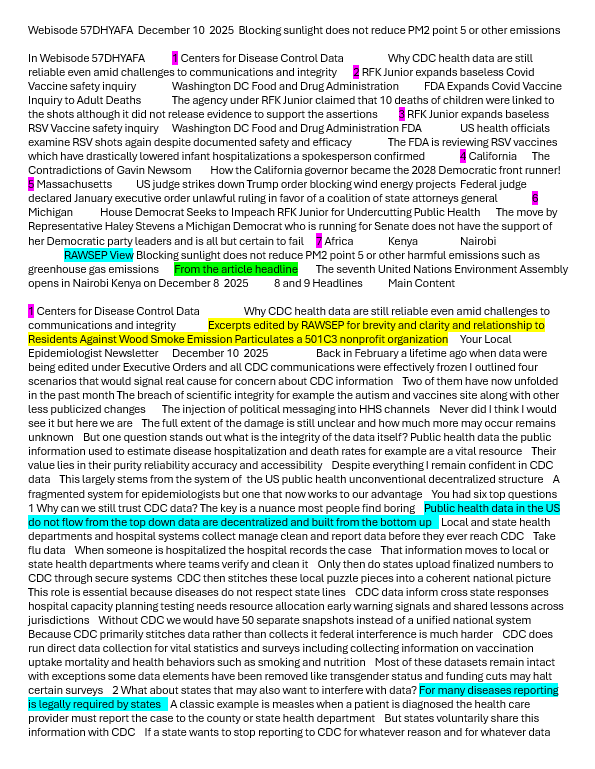 Webisode 57DHYAFA December 10 2025 Blocking sunlight does not reduce PM2 point 5 or other emissions
In Webisode 57DHYAFA 1 Centers for Disease Control Data Why CDC health data are still
reliable even amid challenges to communications and integrity 2 RFK Junior expands baseless Covid
Vaccine safety inquiry Washington DC Food and Drug Administration FDA Expands Covid Vaccine
Inquiry to Adult Deaths The agency under RFK Junior claimed that 10 deaths of children were linked to
the shots although it did not release evidence to support the assertions 3 RFK Junior expands baseless
RSV Vaccine safety inquiry Washington DC Food and Drug Administration FDA US health officials
examine RSV shots again despite documented safety and efficacy The FDA is reviewing RSV vaccines
which have drastically lowered infant hospitalizations a spokesperson confirmed 4 California The
Contradictions of Gavin Newsom How the California governor became the 2028 Democratic front runner!
5 Massachusetts US judge strikes down Trump order blocking wind energy projects Federal judge
declared January executive order unlawful ruling in favor of a coalition of state attorneys general 6
Michigan House Democrat Seeks to Impeach RFK Junior for Undercutting Public Health The move by
Representative Haley Stevens a Michigan Democrat who is running for Senate does not have the support of
her Democratic party leaders and is all but certain to fail 7 Africa Kenya Nairobi
RAWSEP View Blocking sunlight does not reduce PM2 point 5 or other harmful emissions such as
greenhouse gas emissions From the article headline The seventh United Nations Environment Assembly
opens in Nairobi Kenya on December 8 2025 8 and 9 Headlines Main Content
1 Centers for Disease Control Data Why CDC health data are still reliable even amid challenges to
communications and integrity Excerpts edited by RAWSEP for brevity and clarity and relationship to
Residents Against Wood Smoke Emission Particulates a 501C3 nonprofit organization Your Local
Epidemiologist Newsletter December 10 2025 Back in February a lifetime ago when data were
being edited under Executive Orders and all CDC communications were effectively frozen I outlined four
scenarios that would signal real cause for concern about CDC information Two of them have now unfolded
in the past month The breach of scientific integrity for example the autism and vaccines site along with other
less publicized changes The injection of political messaging into HHS channels Never did I think I would
see it but here we are The full extent of the damage is still unclear and how much more may occur remains
unknown But one question stands out what is the integrity of the data itself? Public health data the public
information used to estimate disease hospitalization and death rates for example are a vital resource Their
value lies in their purity reliability accuracy and accessibility Despite everything I remain confident in CDC
data This largely stems from the system of the US public health unconventional decentralized structure A
fragmented system for epidemiologists but one that now works to our advantage You had six top questions
1 Why can we still trust CDC data? The key is a nuance most people find boring Public health data in the US
do not flow from the top down data are decentralized and built from the bottom up Local and state health
departments and hospital systems collect manage clean and report data before they ever reach CDC Take
flu data When someone is hospitalized the hospital records the case That information moves to local or
state health departments where teams verify and clean it Only then do states upload finalized numbers to
CDC through secure systems CDC then stitches these local puzzle pieces into a coherent national picture
This role is essential because diseases do not respect state lines CDC data inform cross state responses
hospital capacity planning testing needs resource allocation early warning signals and shared lessons across
jurisdictions Without CDC we would have 50 separate snapshots instead of a unified national system
Because CDC primarily stitches data rather than collects it federal interference is much harder CDC does
run direct data collection for vital statistics and surveys including collecting information on vaccination
uptake mortality and health behaviors such as smoking and nutrition Most of these datasets remain intact
with exceptions some data elements have been removed like transgender status and funding cuts may halt
certain surveys 2 What about states that may also want to interfere with data? For many diseases reporting
is legally required by states A classic example is measles when a patient is diagnosed the health care
provider must report the case to the county or state health department But states voluntarily share this
information with CDC If a state wants to stop reporting to CDC for whatever reason and for whatever data